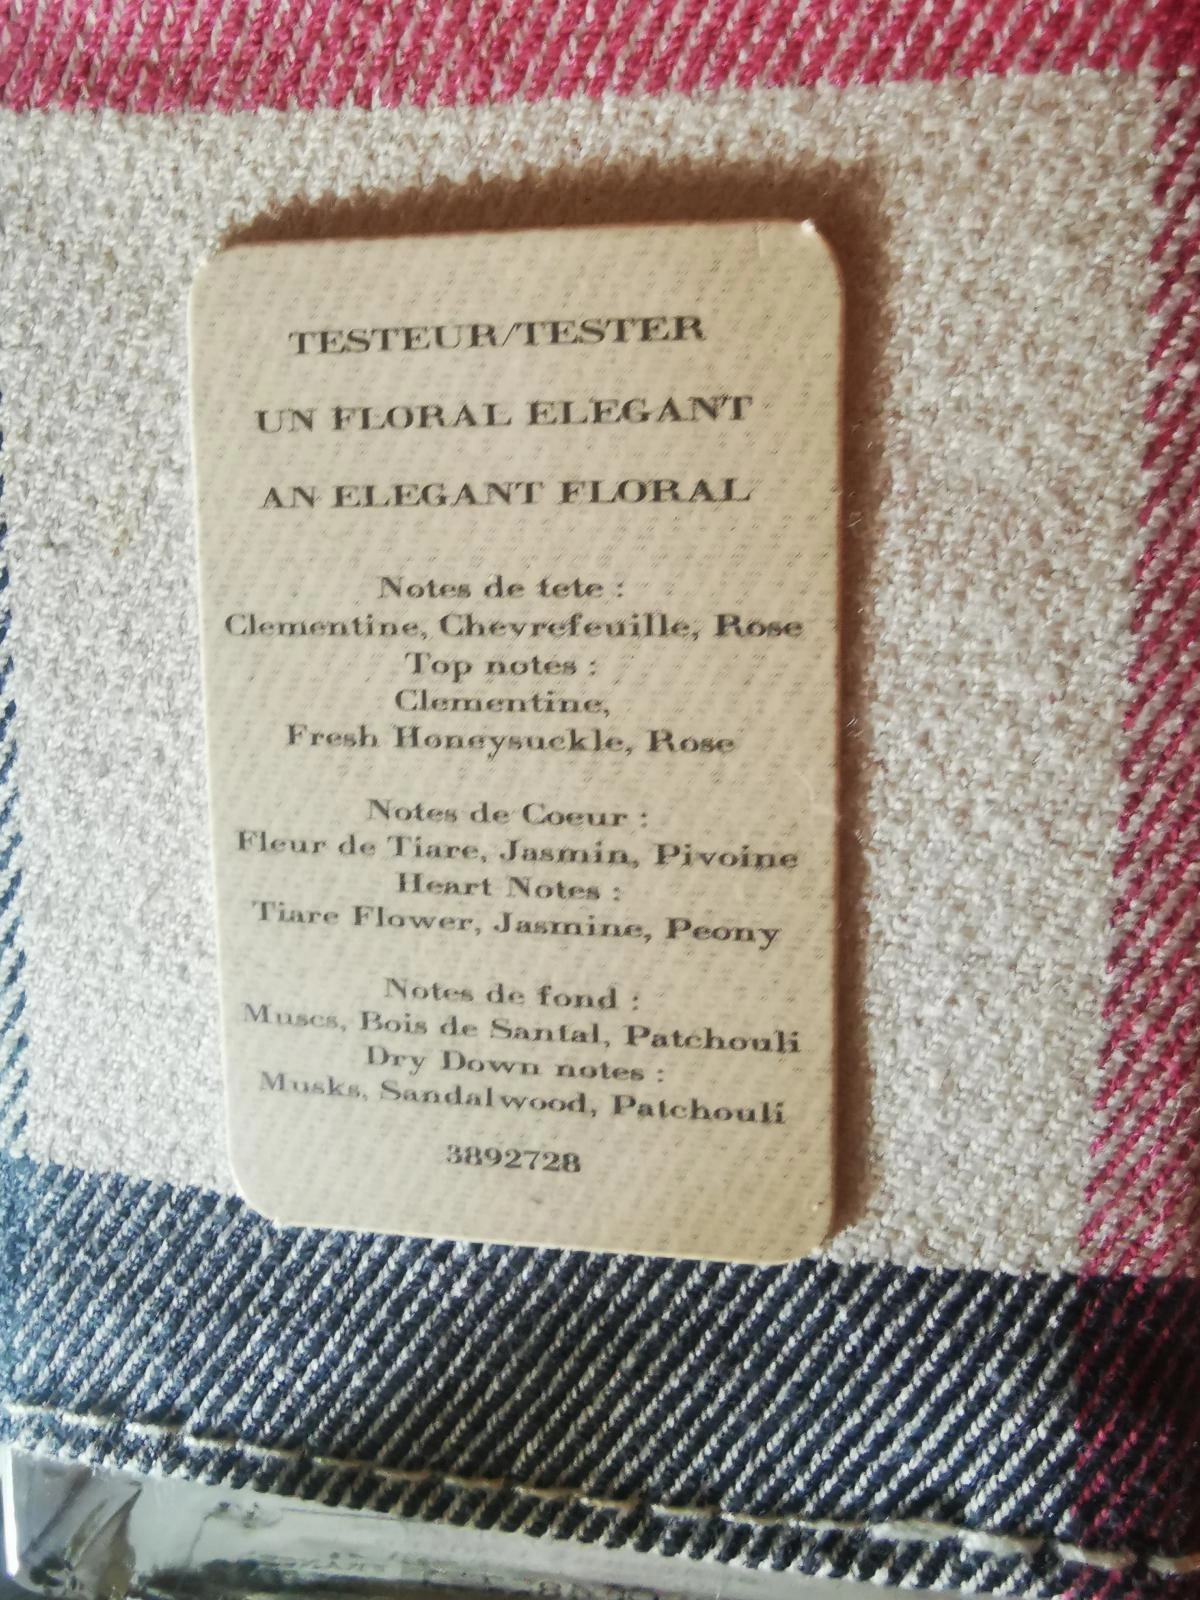 TESTEUR/TESTER
UN FLORAL ELEGANT
AN ELEGANT FLORAL
Notes de tete :
Clementine, Chevrefeuille, Rose
Top notes :
Clementine,
Fresh Honeysuckle, Rose
Notes de Coeur :
Fleur de Tiare, Jasmin, Pivoine
Heart Notes :
Tiare Flower, Jasmine, Peony
Notes de fond :
Muscs, Bois de Santal, Patchouli
Dry Down notes :
Musks, Sandalwood, Patchouli
3892728